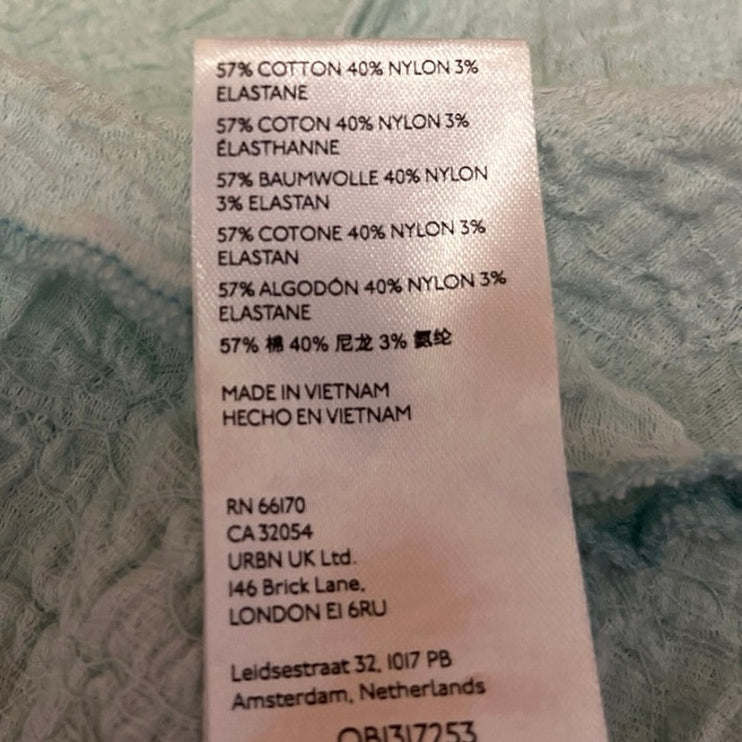 57% COTTON 40% NYLON 3%
ELASTANE
57% COTON 40% NYLON 3%
ÉLASTHANNE
57% BAUMWOLLE 40% NYLON
3% ELASTAN
57% COTONE 40% NYLON 3%
ELASTAN
57% ALGODÓN 40% NYLON 3%
ELASTANE
57% 棉 40% 尼龙 3% 氨纶
MADE IN VIETNAM
HECHO EN VIETNAM
RN 66170
CA 32054
URBN UK Ltd.
146 Brick Lane,
LONDON E1 6RU
Leidsestraat 32, 1017 PB
Amsterdam, Netherlands
OB1317253